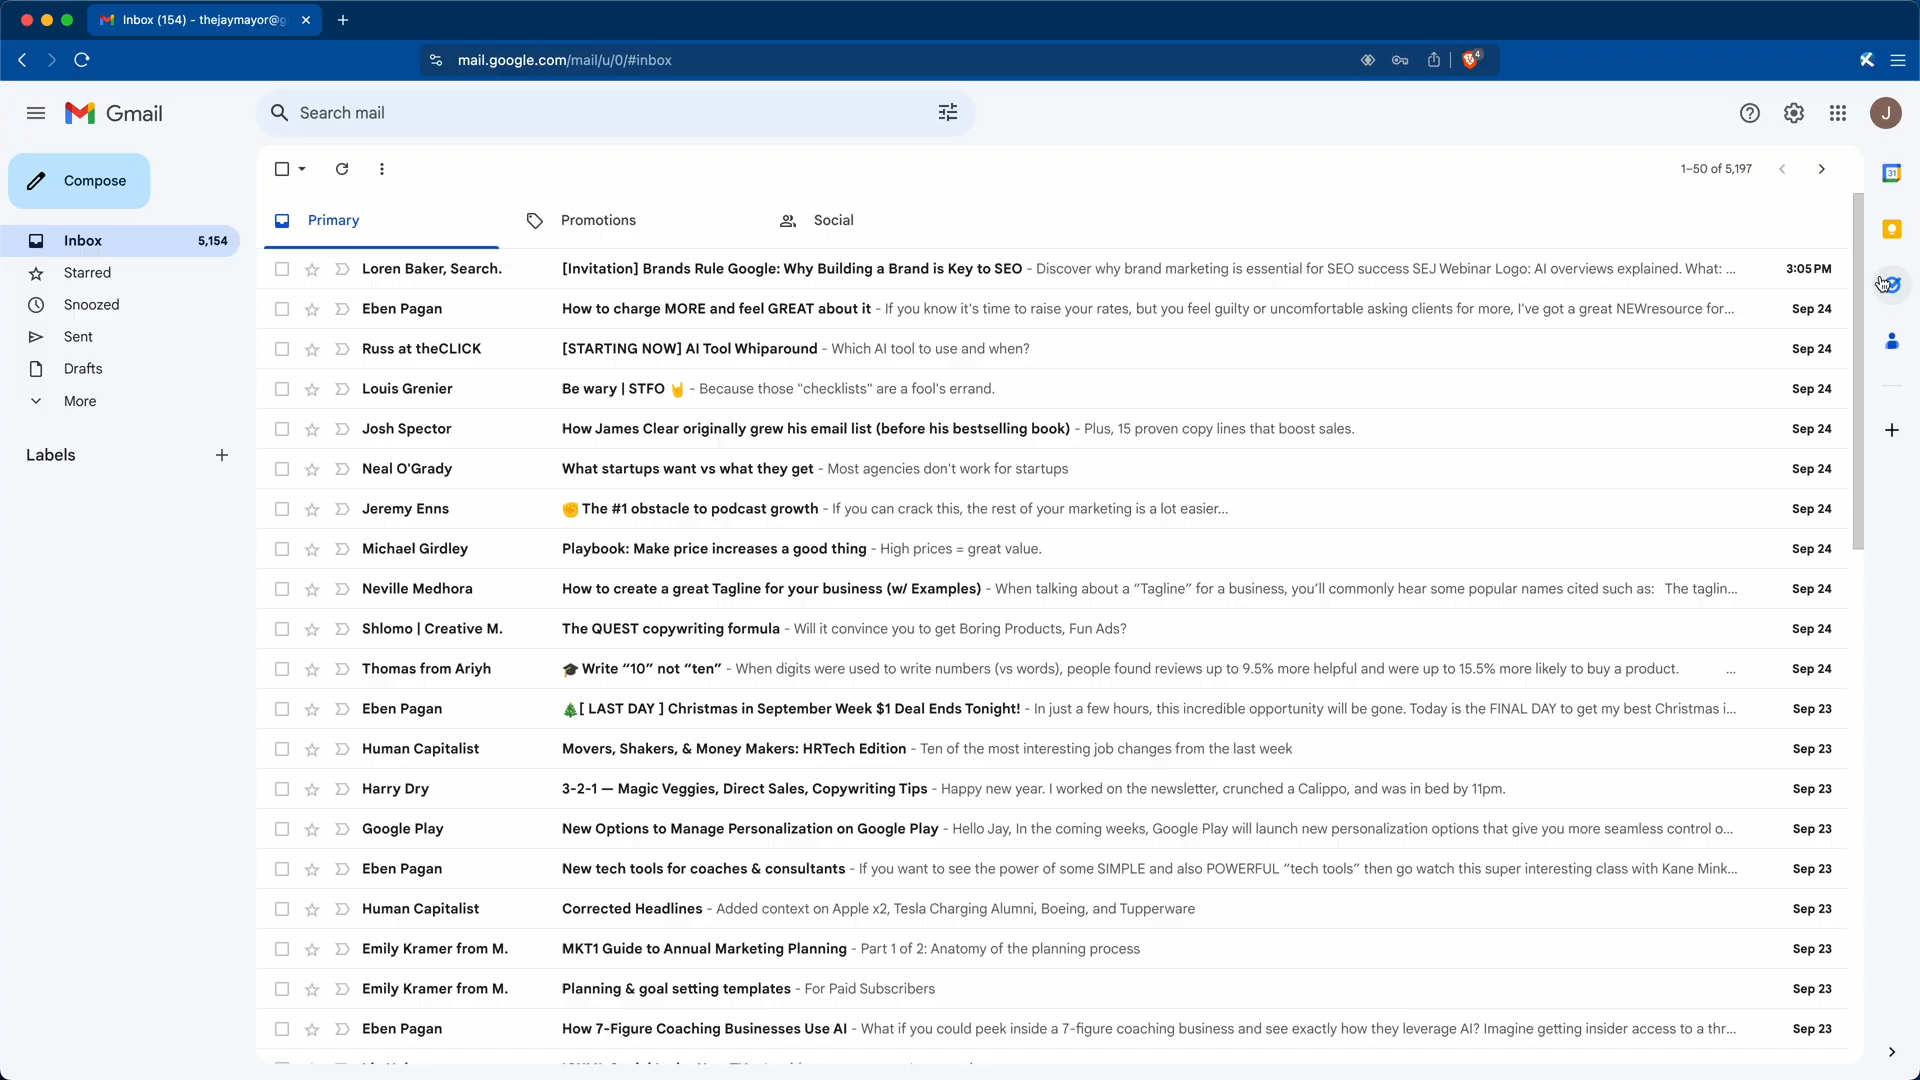 Inbox (154) - thejaymayor@g
mail.google.com/mail/u/0/#inbox
4
Gmail
Search mail
J
Compose
1–50 of 5,197
31
Primary
Promotions
Social
Inbox 5,154
Starred
Snoozed
Sent
Drafts
More
Labels
Loren Baker, Search. [Invitation] Brands Rule Google: Why Building a Brand is Key to SEO - Discover why brand marketing is essential for SEO success SEJ Webinar Logo: AI overviews explained. What: ... 3:05 PM
Eben Pagan How to charge MORE and feel GREAT about it - If you know it's time to raise your rates, but you feel guilty or uncomfortable asking clients for more, I've got a great NEWresource for... Sep 24
Russ at theCLICK [STARTING NOW] AI Tool Whiparound - Which AI tool to use and when? Sep 24
Louis Grenier Be wary | STFO 🤘 - Because those "checklists" are a fool's errand. Sep 24
Josh Spector How James Clear originally grew his email list (before his bestselling book) - Plus, 15 proven copy lines that boost sales. Sep 24
Neal O'Grady What startups want vs what they get - Most agencies don't work for startups Sep 24
Jeremy Enns ✊ The #1 obstacle to podcast growth - If you can crack this, the rest of your marketing is a lot easier... Sep 24
Michael Girdley Playbook: Make price increases a good thing - High prices = great value. Sep 24
Neville Medhora How to create a great Tagline for your business (w/ Examples) - When talking about a “Tagline” for a business, you’ll commonly hear some popular names cited such as: The taglin... Sep 24
Shlomo | Creative M. The QUEST copywriting formula - Will it convince you to get Boring Products, Fun Ads? Sep 24
Thomas from Ariyh 🎓 Write “10” not “ten” - When digits were used to write numbers (vs words), people found reviews up to 9.5% more helpful and were up to 15.5% more likely to buy a product. ... Sep 24
Eben Pagan 🎄[ LAST DAY ] Christmas in September Week $1 Deal Ends Tonight! - In just a few hours, this incredible opportunity will be gone. Today is the FINAL DAY to get my best Christmas i... Sep 23
Human Capitalist Movers, Shakers, & Money Makers: HRTech Edition - Ten of the most interesting job changes from the last week Sep 23
Harry Dry 3-2-1 — Magic Veggies, Direct Sales, Copywriting Tips - Happy new year. I worked on the newsletter, crunched a Calippo, and was in bed by 11pm. Sep 23
Google Play New Options to Manage Personalization on Google Play - Hello Jay, In the coming weeks, Google Play will launch new personalization options that give you more seamless control o... Sep 23
Eben Pagan New tech tools for coaches & consultants - If you want to see the power of some SIMPLE and also POWERFUL “tech tools” then go watch this super interesting class with Kane Mink... Sep 23
Human Capitalist Corrected Headlines - Added context on Apple x2, Tesla Charging Alumni, Boeing, and Tupperware Sep 23
Emily Kramer from M. MKT1 Guide to Annual Marketing Planning - Part 1 of 2: Anatomy of the planning process Sep 23
Emily Kramer from M. Planning & goal setting templates - For Paid Subscribers Sep 23
Eben Pagan How 7-Figure Coaching Businesses Use AI - What if you could peek inside a 7-figure coaching business and see exactly how they leverage AI? Imagine getting insider access to a thr... Sep 23